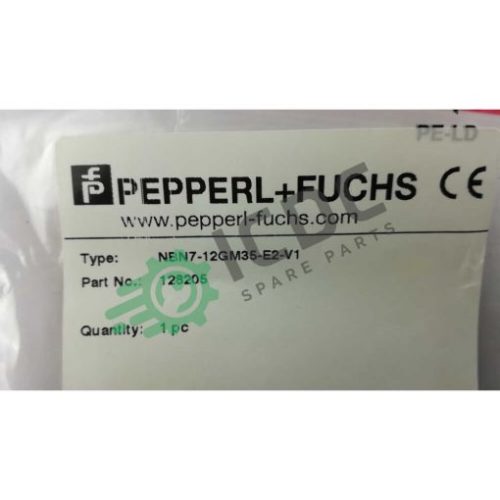 PE-LD
PEPPERL+FUCHS CE
www.pepperl-fuchs.com
Type: NBN7-12GM35-E2-V1
Part No.: 128205
Quantity: 1 pc
ICDC
SPARE PARTS